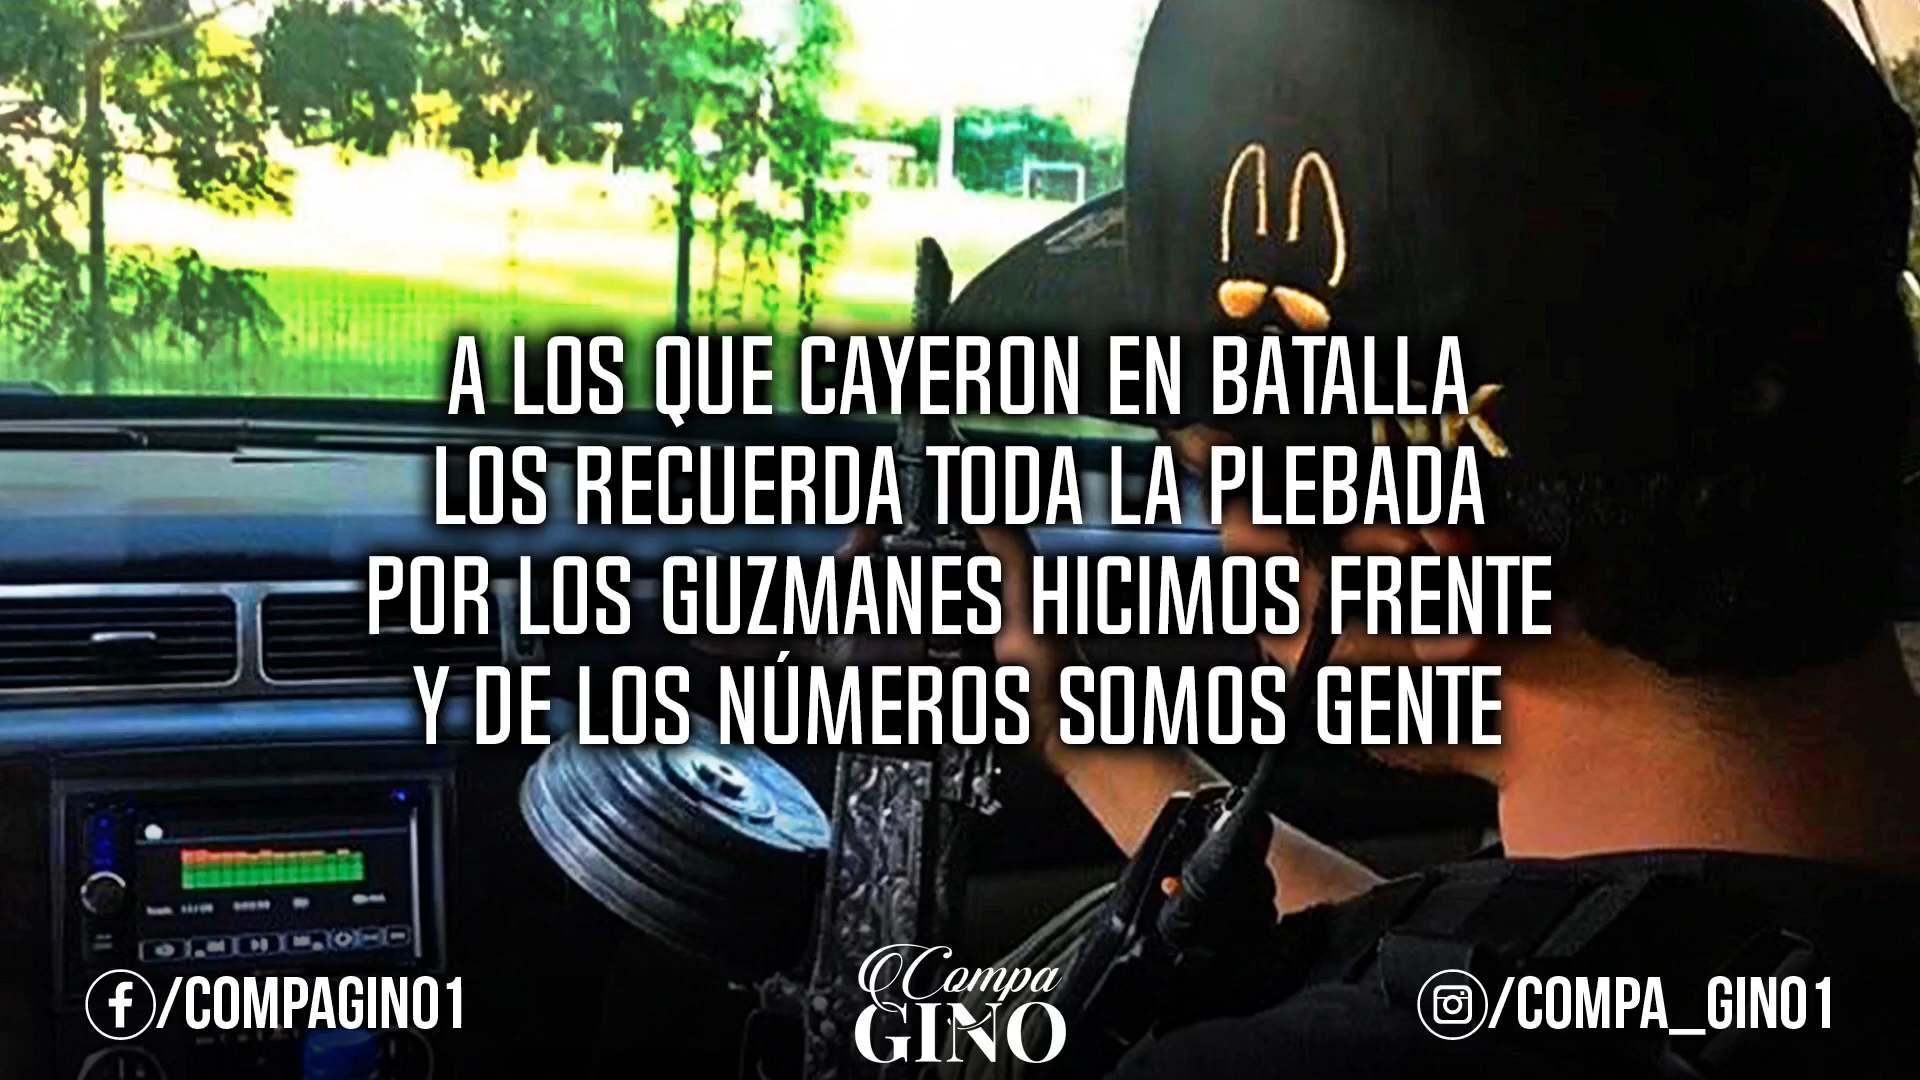 A LOS QUE CAYERON EN BATALLA
LOS RECUERDA TODA LA PLEBADA
POR LOS GUZMANES HICIMOS FRENTE
Y DE LOS NÚMEROS SOMOS GENTE
/COMPAGINO1
Compa
GINO
/COMPA_GINO1